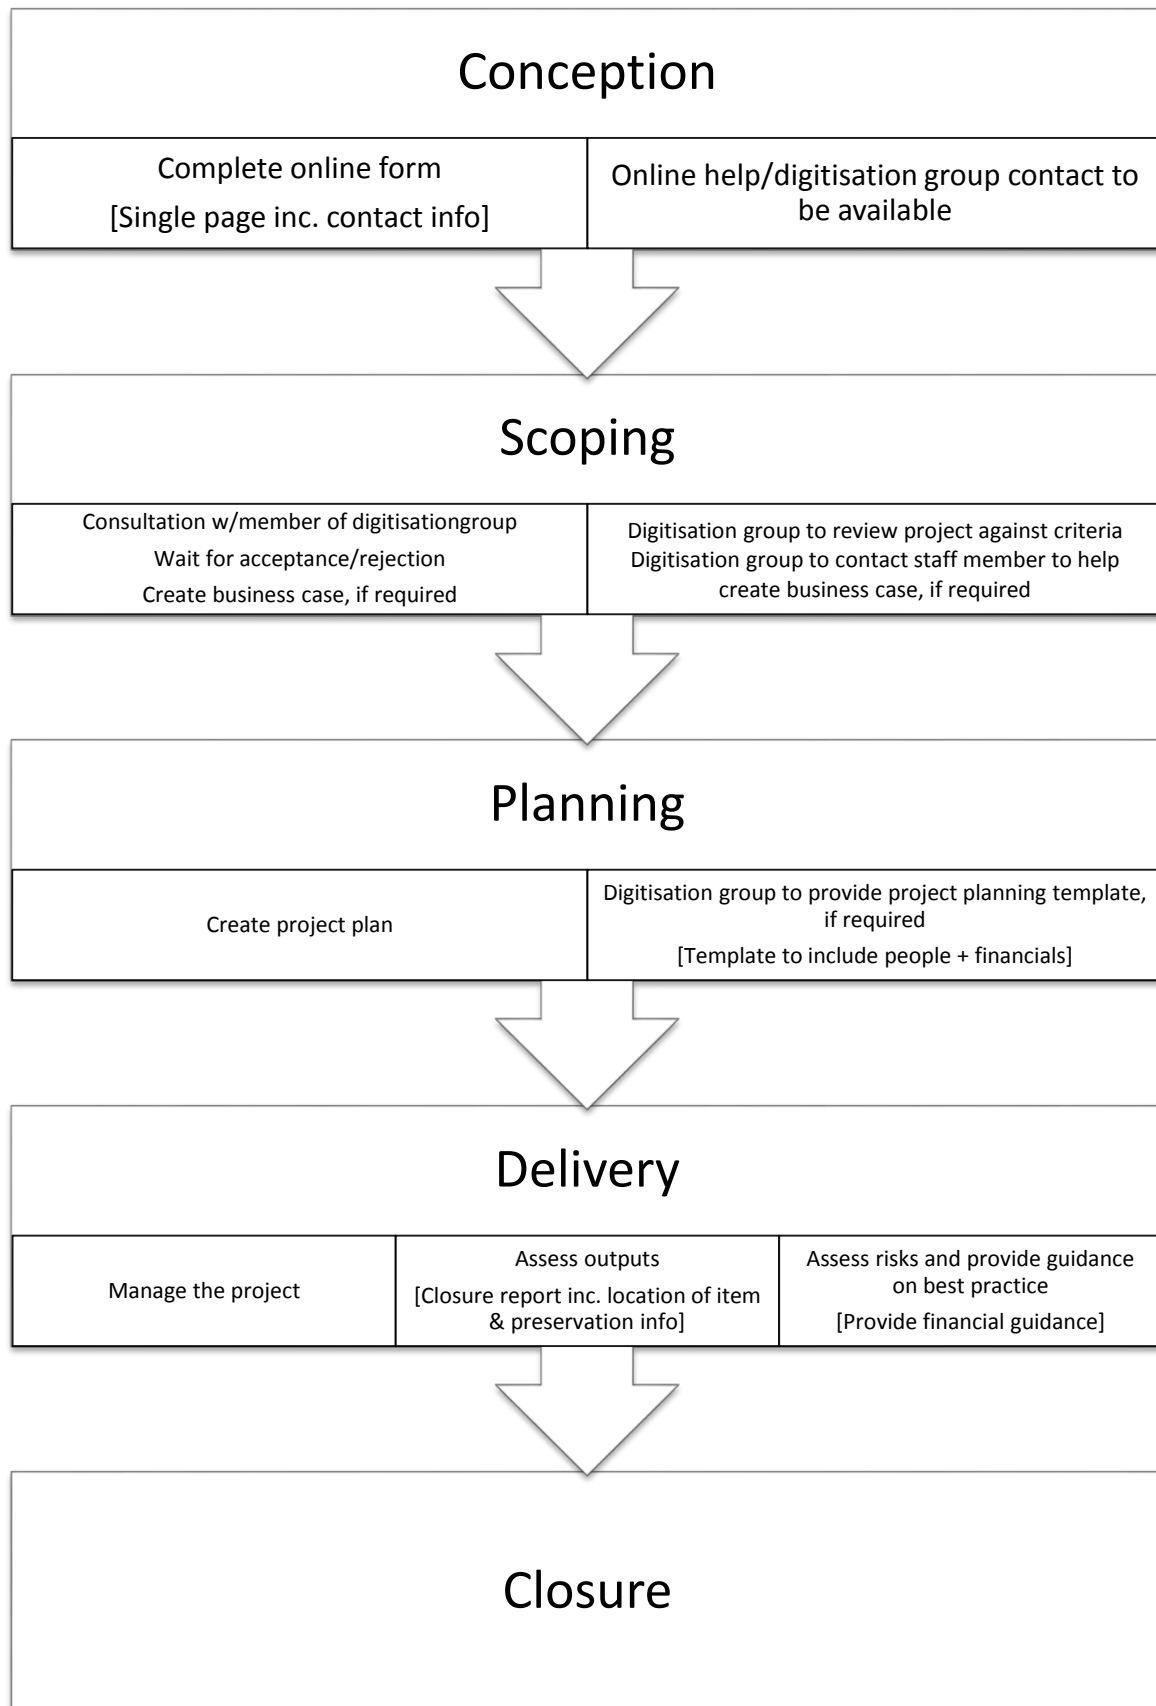 Conception
Complete online form
[Single page inc. contact info]
Online help/digitisation group contact to
be available
Scoping
Consultation w/member of digitisationgroup
Wait for acceptance/rejection
Create business case, if required
Digitisation group to review project against criteria
Digitisation group to contact staff member to help
create business case, if required
Planning
Create project plan
Digitisation group to provide project planning template,
if required
[Template to include people + financials]
Delivery
Manage the project
Assess outputs
[Closure report inc. location of item
& preservation info]
Assess risks and provide guidance
on best practice
[Provide financial guidance]
Closure